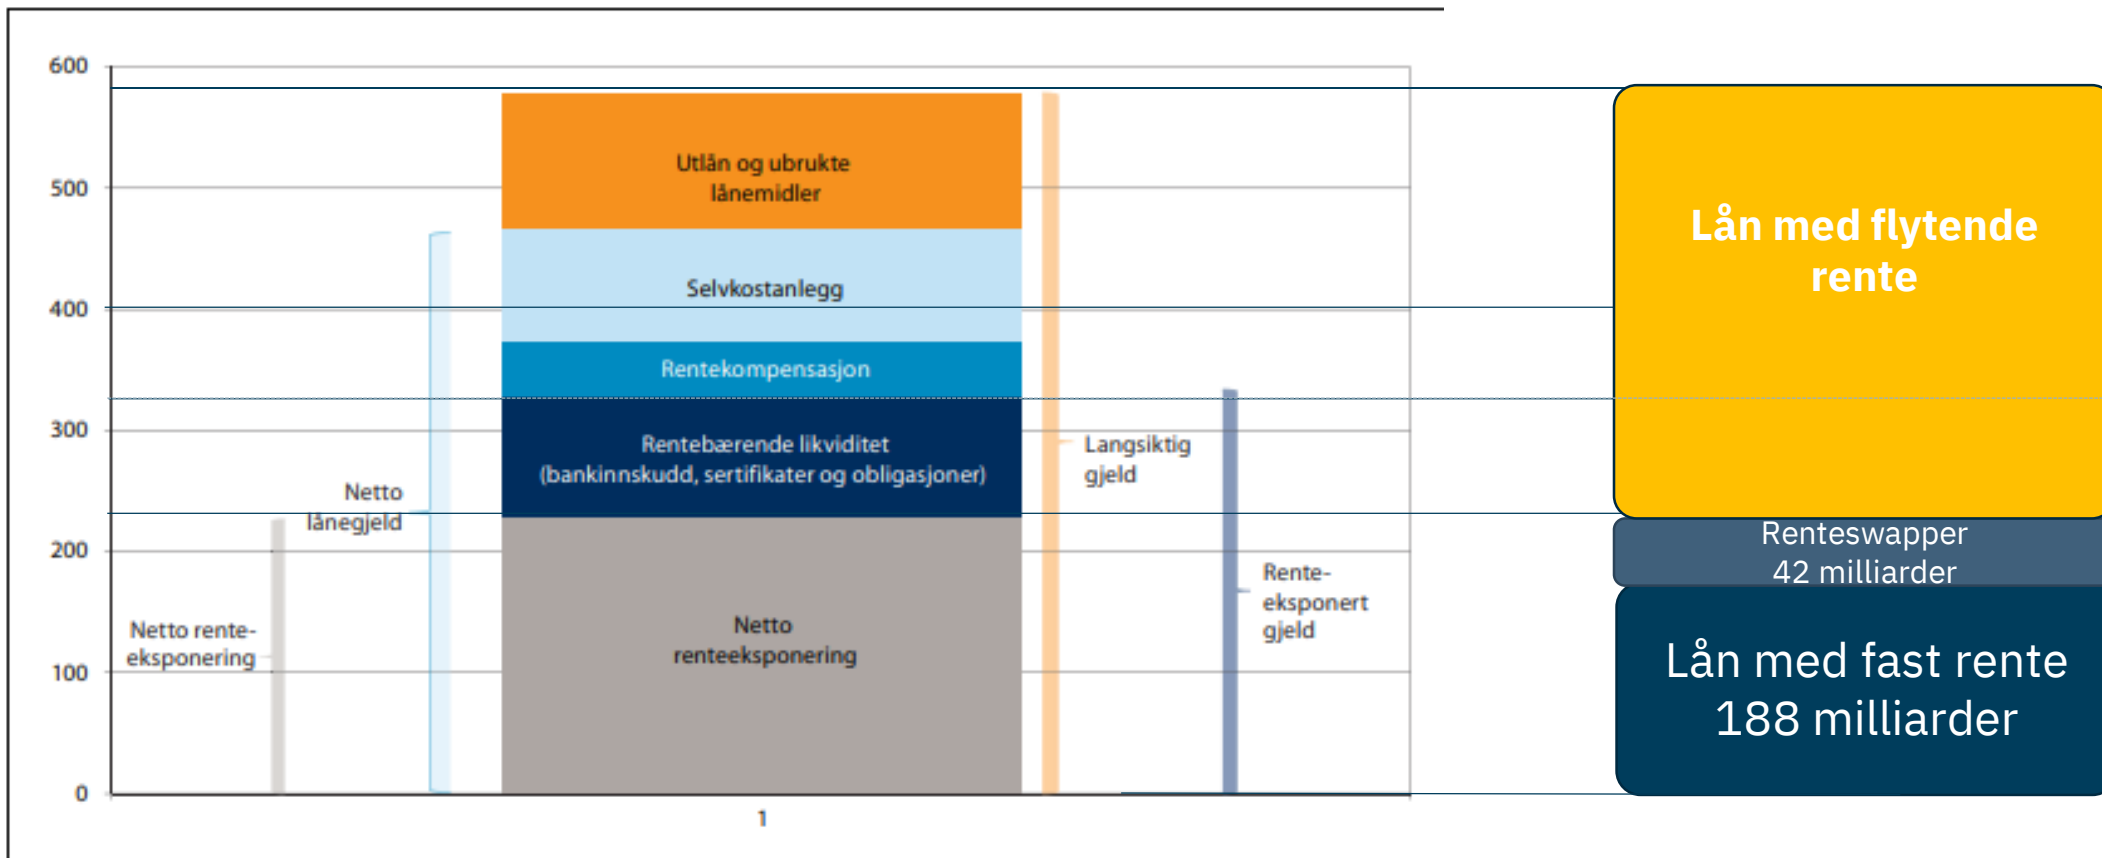 600
500
400
300
200
100
0
1
Netto rente-
eksponering
Netto
lånegjeld
Utlån og ubrukte
lånemidler
Selvkostanlegg
Rentekompensasjon
Rentebærende likviditet
(bankinnskudd, sertifikater og obligasjoner)
Netto
renteeksponering
Langsiktig
gjeld
Rente-
eksponert
gjeld
Lån med flytende
rente
Renteswapper
42 milliarder
Lån med fast rente
188 milliarder